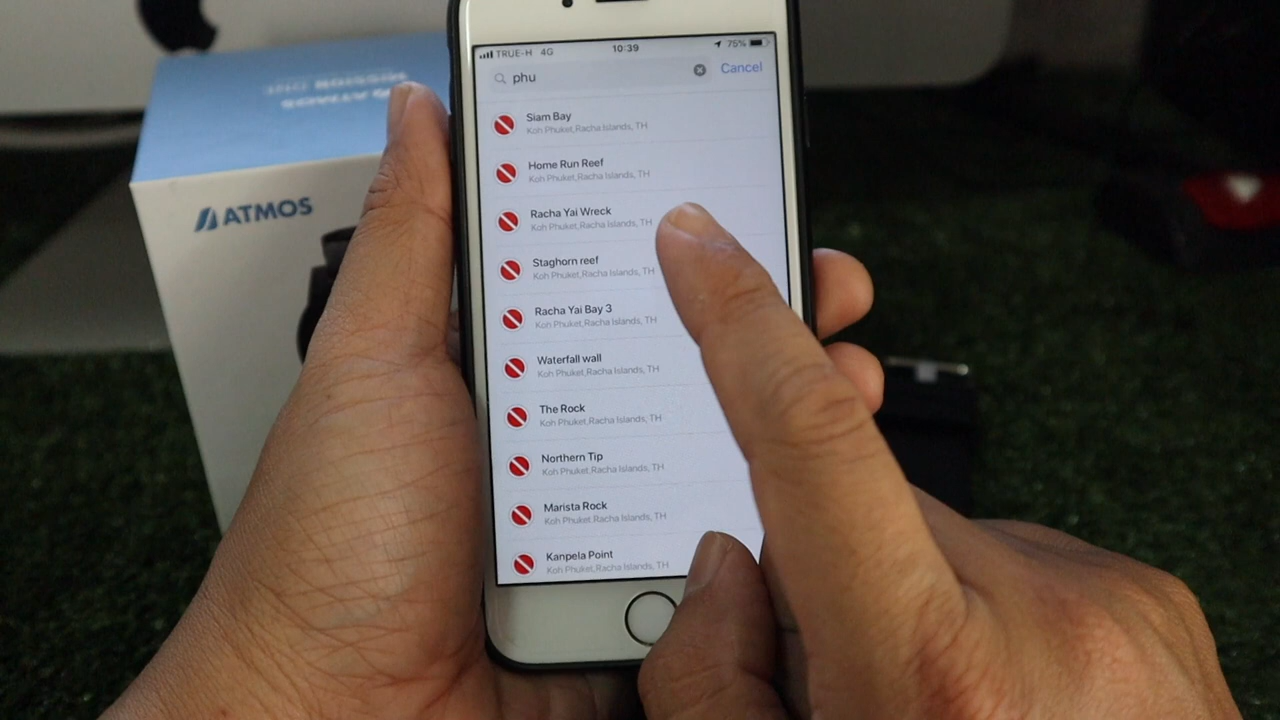 TRUE-H 4G 10:39 75%
phu Cancel
Siam Bay
Koh Phuket,Racha Islands, TH
Home Run Reef
Koh Phuket,Racha Islands, TH
Racha Yai Wreck
Koh Phuket,Racha Islands, TH
Staghorn reef
Koh Phuket,Racha Islands, TH
Racha Yai Bay 3
Koh Phuket,Racha Islands, TH
Waterfall wall
Koh Phuket,Racha Islands, TH
The Rock
Koh Phuket,Racha Islands, TH
Northern Tip
Koh Phuket,Racha Islands, TH
Marista Rock
Koh Phuket,Racha Islands, TH
Kanpela Point
Koh Phuket,Racha Islands, TH
ATMOS
MISSION ONE
ATMOS